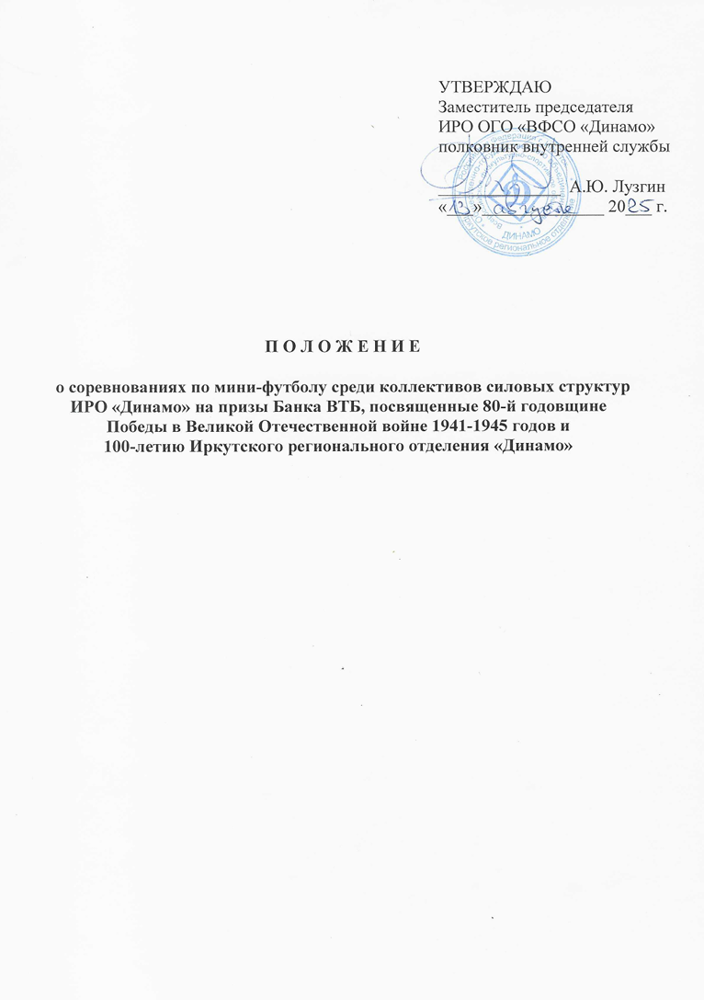 УТВЕРЖДАЮ
Заместитель председателя
ИРО ОГО «ВФСО «Динамо»
полковник внутренней службы
А.Ю. Лузгин
«13» августа 2025 г.
ДИНАМО
П О Л О Ж Е Н И Е
о соревнованиях по мини-футболу среди коллективов силовых структур
ИРО «Динамо» на призы Банка ВТБ, посвященные 80-й годовщине
Победы в Великой Отечественной войне 1941-1945 годов и
100-летию Иркутского регионального отделения «Динамо»